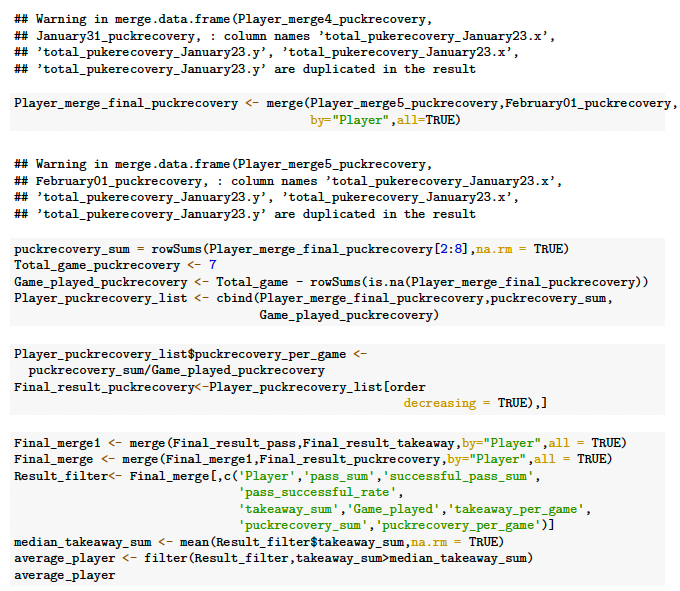 ## Warning in merge.data.frame(Player_merge4_puckrecovery,
## January31_puckrecovery, : column names ’total_pukerecovery_January23.x’,
## ’total_pukerecovery_January23.y’, ’total_pukerecovery_January23.x’,
## ’total_pukerecovery_January23.y’ are duplicated in the result
Player_merge_final_puckrecovery <- merge(Player_merge5_puckrecovery,February01_puckrecovery,
by="Player",all=TRUE)
## Warning in merge.data.frame(Player_merge5_puckrecovery,
## February01_puckrecovery, : column names ’total_pukerecovery_January23.x’,
## ’total_pukerecovery_January23.y’, ’total_pukerecovery_January23.x’,
## ’total_pukerecovery_January23.y’ are duplicated in the result
puckrecovery_sum = rowSums(Player_merge_final_puckrecovery[2:8],na.rm = TRUE)
Total_game_puckrecovery <- 7
Game_played_puckrecovery <- Total_game - rowSums(is.na(Player_merge_final_puckrecovery))
Player_puckrecovery_list <- cbind(Player_merge_final_puckrecovery,puckrecovery_sum,
Game_played_puckrecovery)
Player_puckrecovery_list$puckrecovery_per_game <-
puckrecovery_sum/Game_played_puckrecovery
Final_result_puckrecovery<-Player_puckrecovery_list[order
decreasing = TRUE),]
Final_merge1 <- merge(Final_result_pass,Final_result_takeaway,by="Player",all = TRUE)
Final_merge <- merge(Final_merge1,Final_result_puckrecovery,by="Player",all = TRUE)
Result_filter<- Final_merge[,c('Player','pass_sum','successful_pass_sum',
'pass_successful_rate',
'takeaway_sum','Game_played','takeaway_per_game',
'puckrecovery_sum','puckrecovery_per_game')]
median_takeaway_sum <- mean(Result_filter$takeaway_sum,na.rm = TRUE)
average_player <- filter(Result_filter,takeaway_sum>median_takeaway_sum)
average_player